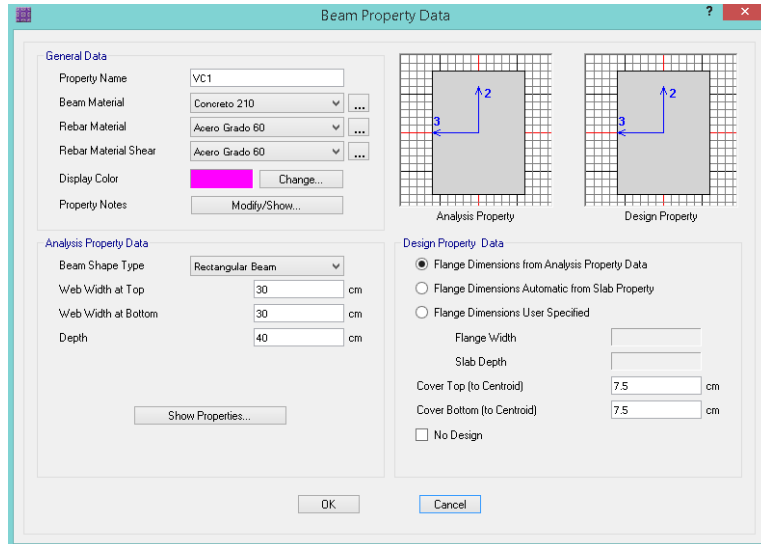 Beam Property Data
?
×
General Data
Property Name
VC1
Beam Material
Concreto 210
...
Rebar Material
Acero Grado 60
...
Rebar Material Shear
Acero Grado 60
...
Display Color
Change...
Property Notes
Modify/Show...
2
3
Analysis Property
2
3
Design Property
Analysis Property Data
Beam Shape Type
Rectangular Beam
Web Width at Top
30
cm
Web Width at Bottom
30
cm
Depth
40
cm
Show Properties...
Design Property Data
Flange Dimensions from Analysis Property Data
Flange Dimensions Automatic from Slab Property
Flange Dimensions User Specified
Flange Width
Slab Depth
Cover Top (to Centroid)
7.5
cm
Cover Bottom (to Centroid)
7.5
cm
No Design
OK
Cancel